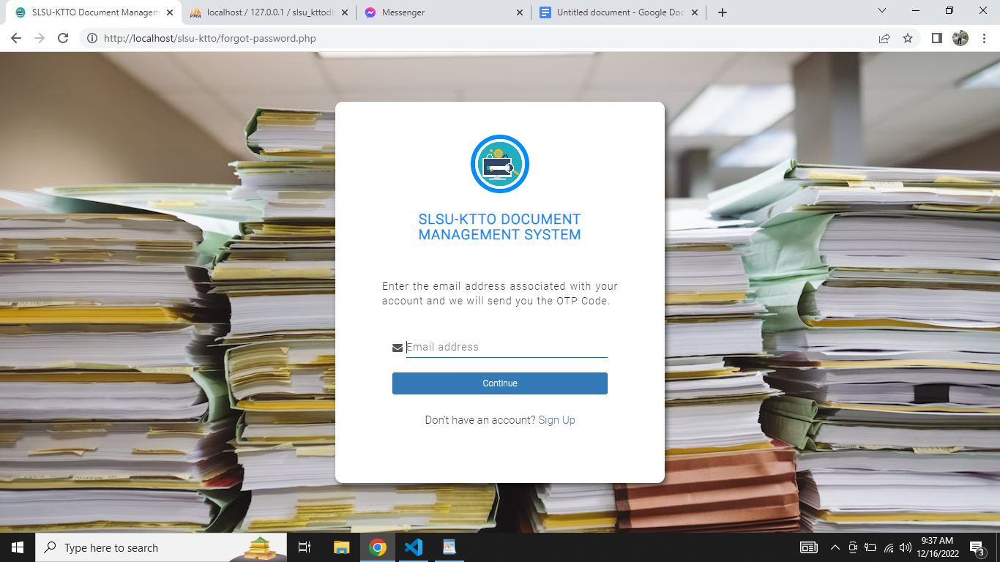 SLSU-KTTO Document Managem
localhost / 127.0.0.1 / slsu_kttodb
Messenger
Untitled document - Google Doc
http://localhost/slsu-ktto/forgot-password.php
SLSU-KTTO DOCUMENT
MANAGEMENT SYSTEM
Enter the email address associated with your
account and we will send you the OTP Code.
Email address
Continue
Don't have an account? Sign Up
Type here to search
9:37 AM
12/16/2022
3